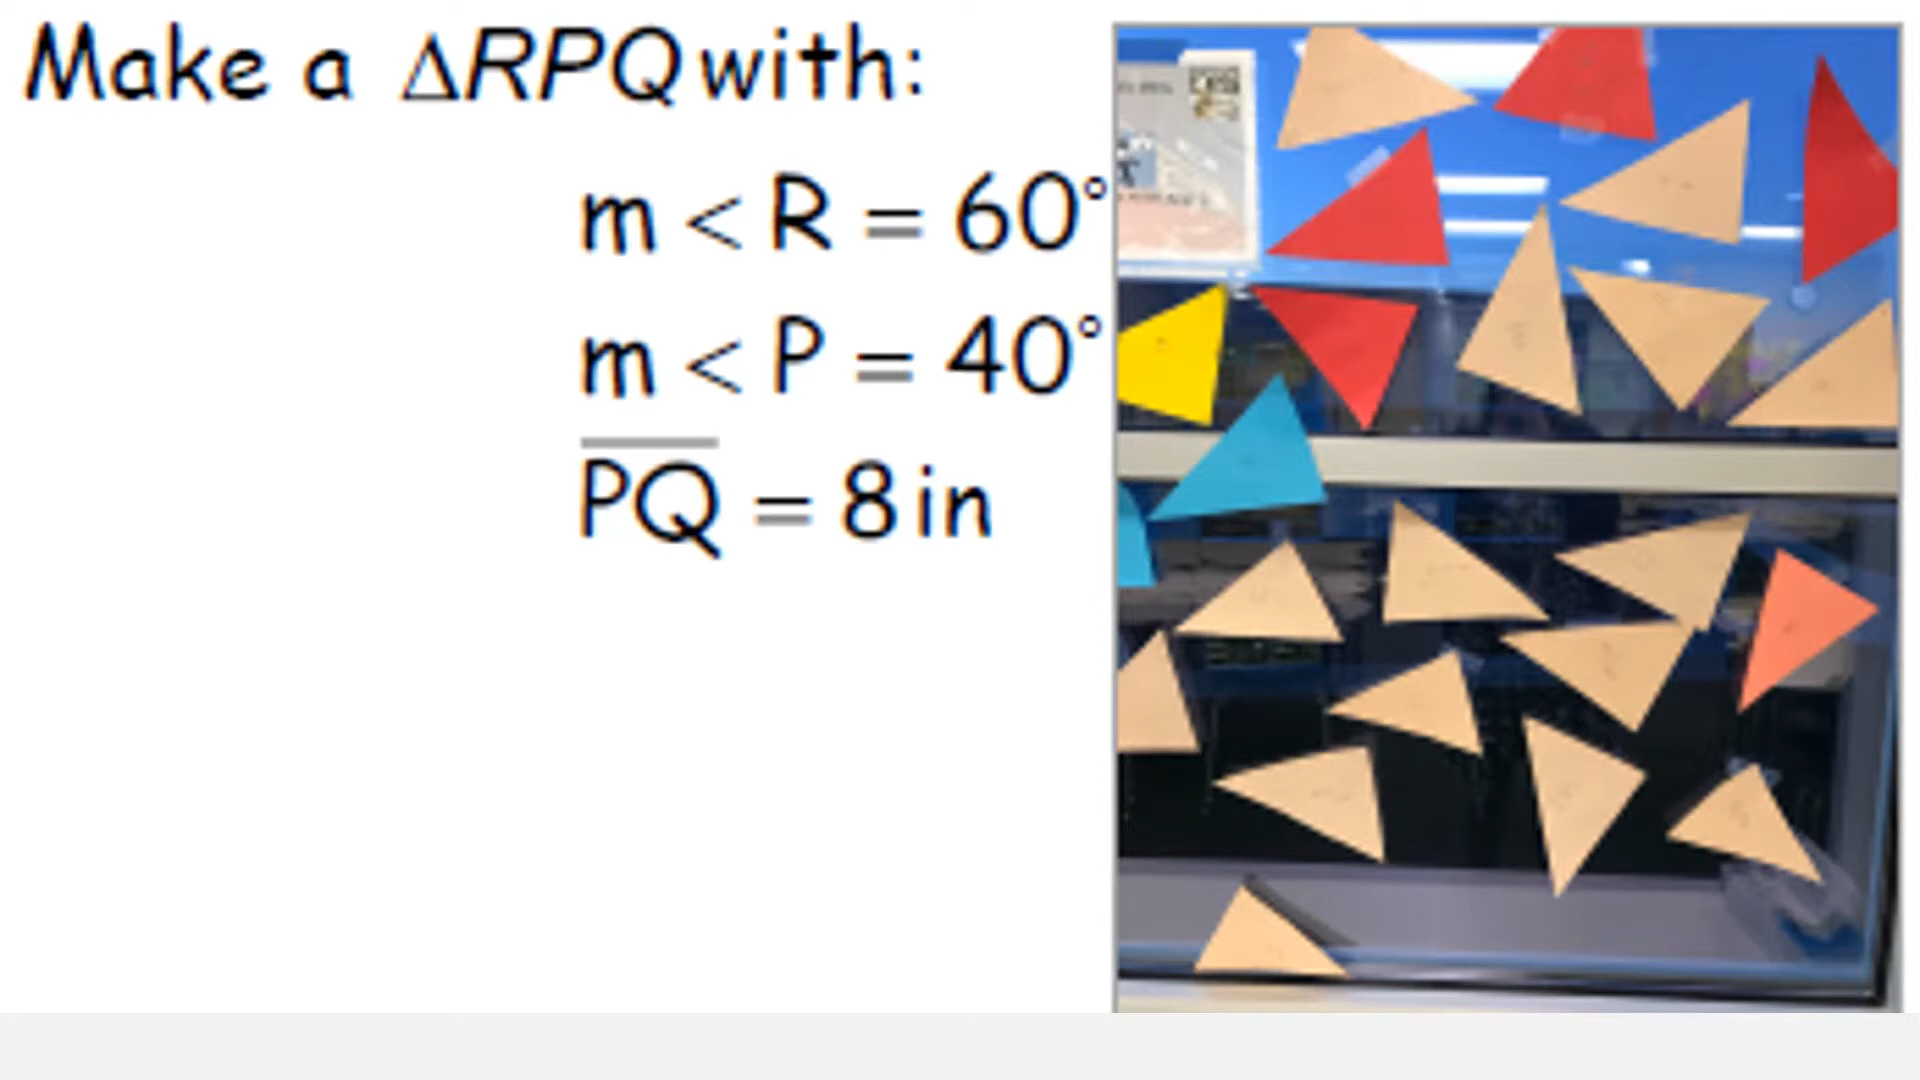 Make a ΔRPQ with:
m < R = 60°
m < P = 40°
PQ = 8 in